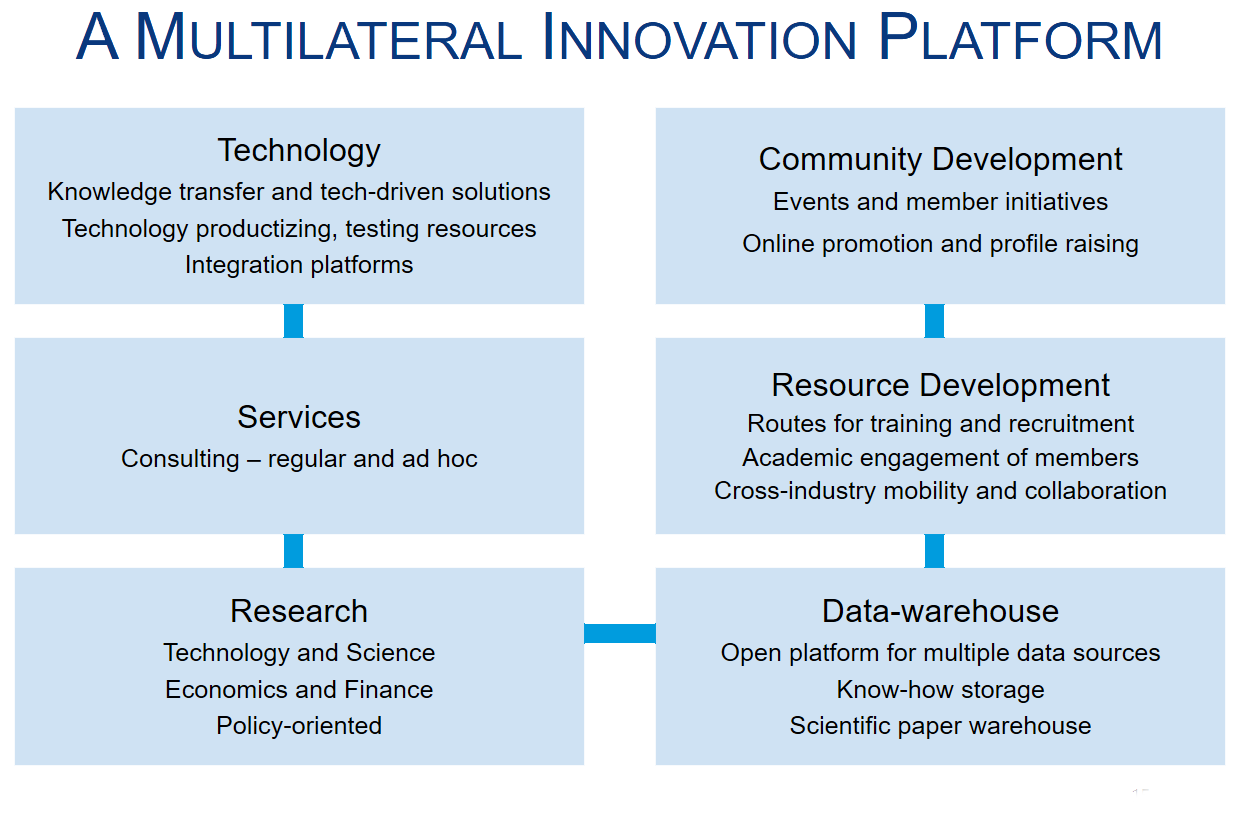 A MULTILATERAL INNOVATION PLATFORM
Technology
Knowledge transfer and tech-driven solutions
Technology productizing, testing resources
Integration platforms
Services
Consulting – regular and ad hoc
Research
Technology and Science
Economics and Finance
Policy-oriented
Community Development
Events and member initiatives
Online promotion and profile raising
Resource Development
Routes for training and recruitment
Academic engagement of members
Cross-industry mobility and collaboration
Data-warehouse
Open platform for multiple data sources
Know-how storage
Scientific paper warehouse